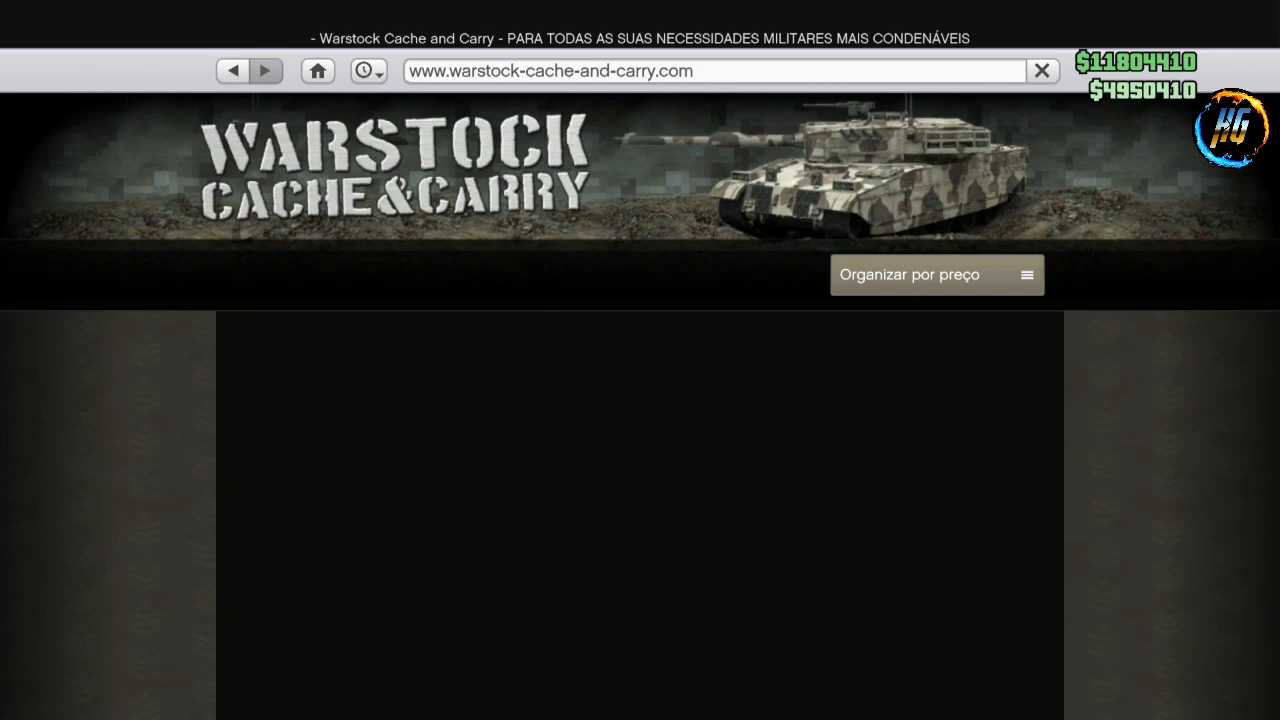 - Warstock Cache and Carry - PARA TODAS AS SUAS NECESSIDADES MILITARES MAIS CONDENÁVEIS
www.warstock-cache-and-carry.com
$11804410
$4950410
HG
WARSTOCK
CACHE&CARRY
Organizar por preço